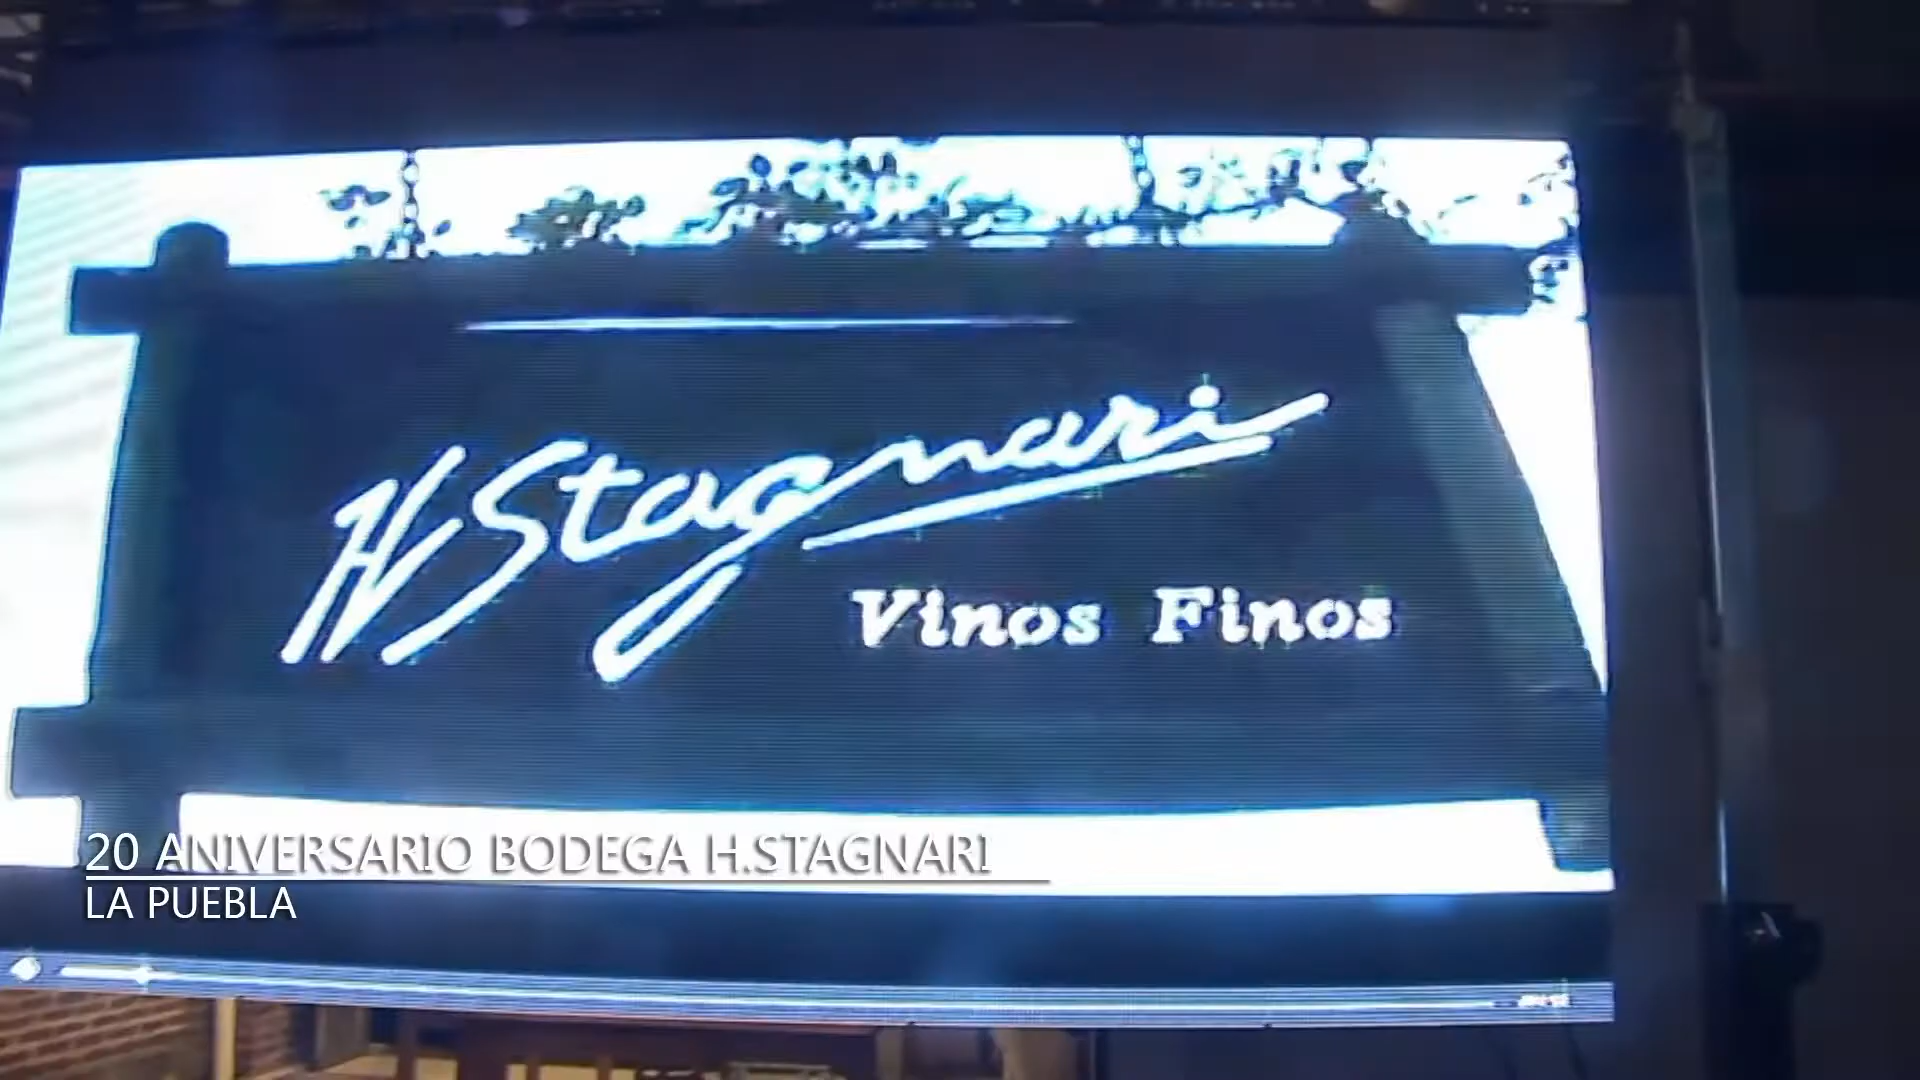 H Stagnari
Vinos Finos
20 ANIVERSARIO BODEGA H.STAGNARI
LA PUEBLA